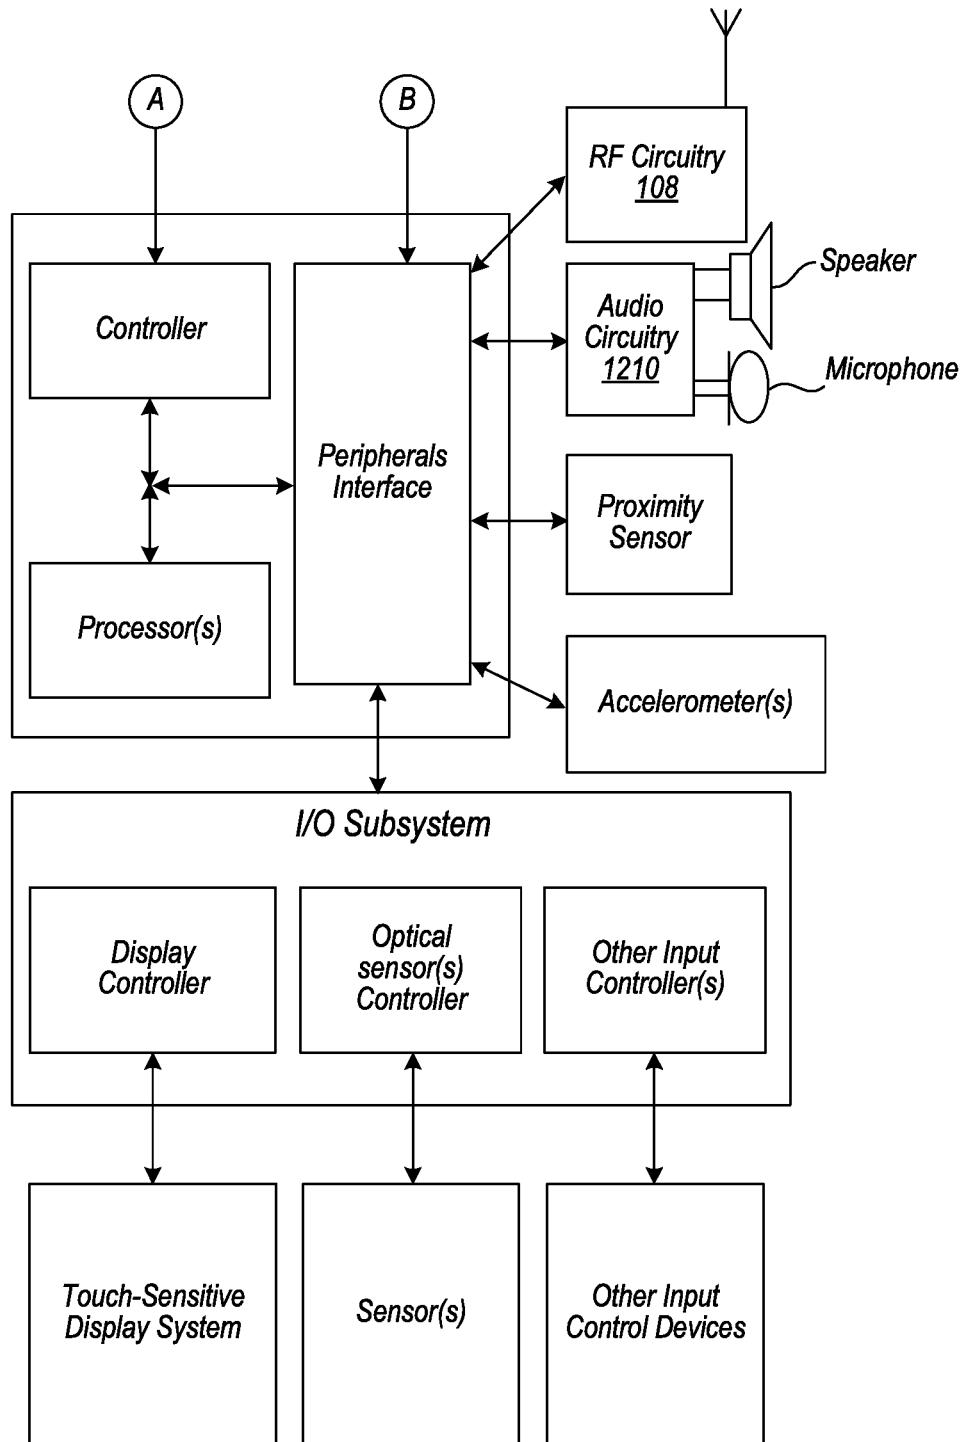 A
B
RF Circuitry
108
Speaker
Controller
Audio
Circuitry
1210
Microphone
Peripherals
Interface
Proximity
Sensor
Processor(s)
Accelerometer(s)
I/O Subsystem
Display
Controller
Optical
sensor(s)
Controller
Other Input
Controller(s)
Touch-Sensitive
Display System
Sensor(s)
Other Input
Control Devices